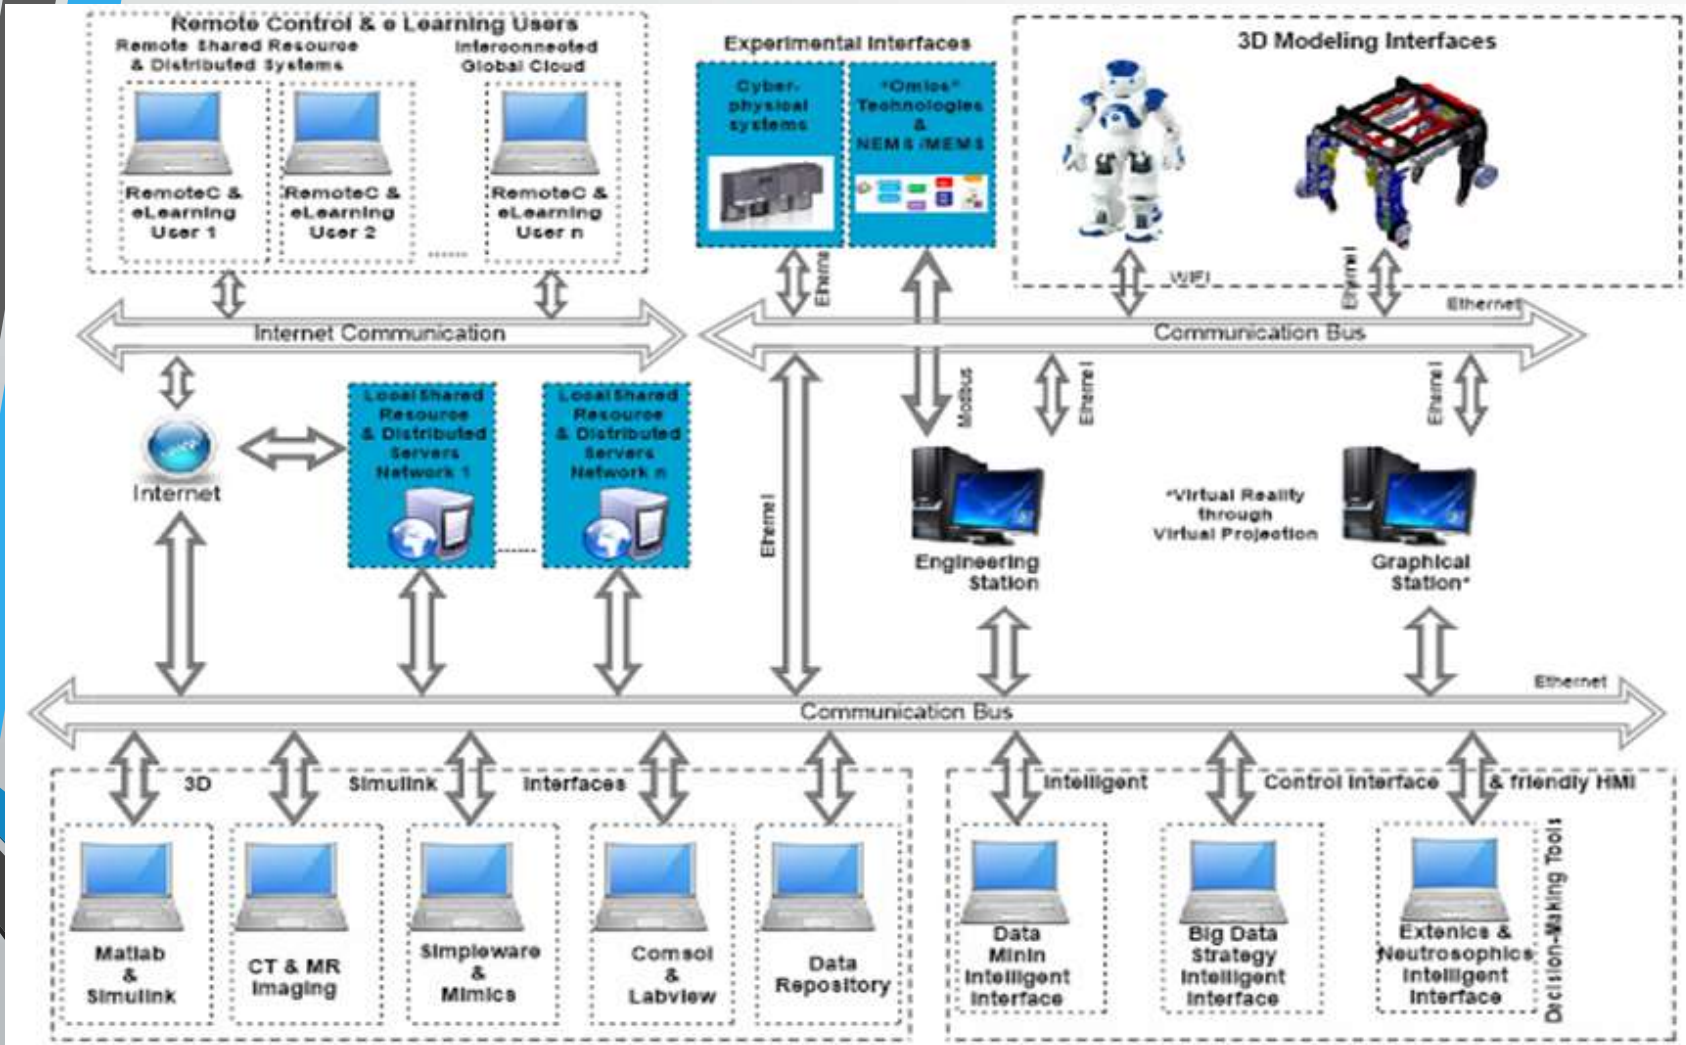 Remote Control & e Learning Users
Remote Shared Resource
& Distributed Systems
Interconnected
Global Cloud
RemoteC &
eLearning
User 1
RemoteC &
eLearning
User 2
......
RemoteC &
eLearning
User n
Experimental Interfaces
Cyber-
physical
systems
"Omics"
Technologies
&
NEMS /MEMS
3D Modeling Interfaces
Ethernet
WIFI
Ethernet
Ethernet
Internet Communication
Communication Bus
Internet
Local Shared
Resource
& Distributed
Servers
Network 1
......
Local Shared
Resource
& Distributed
Servers
Network n
Ethernet
Modbus
Ethernet
Ethernet
Engineering
Station
*Virtual Reality
through
Virtual Projection
Graphical
Station*
Ethernet
Communication Bus
3D Simulink Interfaces
Matlab
&
Simulink
CT & MR
Imaging
Simpleware
&
Mimics
Comsol
&
Labview
Data
Repository
Intelligent Control Interface & friendly HMI
Data
Minin
Intelligent
Interface
Big Data
Strategy
Intelligent
Interface
Extenics &
Neutrosophics
Intelligent
Interface
Decision-Making Tools